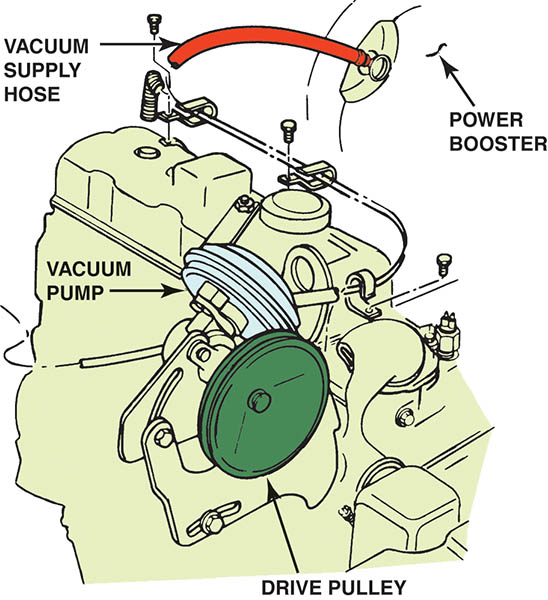 VACUUM
SUPPLY
HOSE
POWER
BOOSTER
VACUUM
PUMP
DRIVE PULLEY